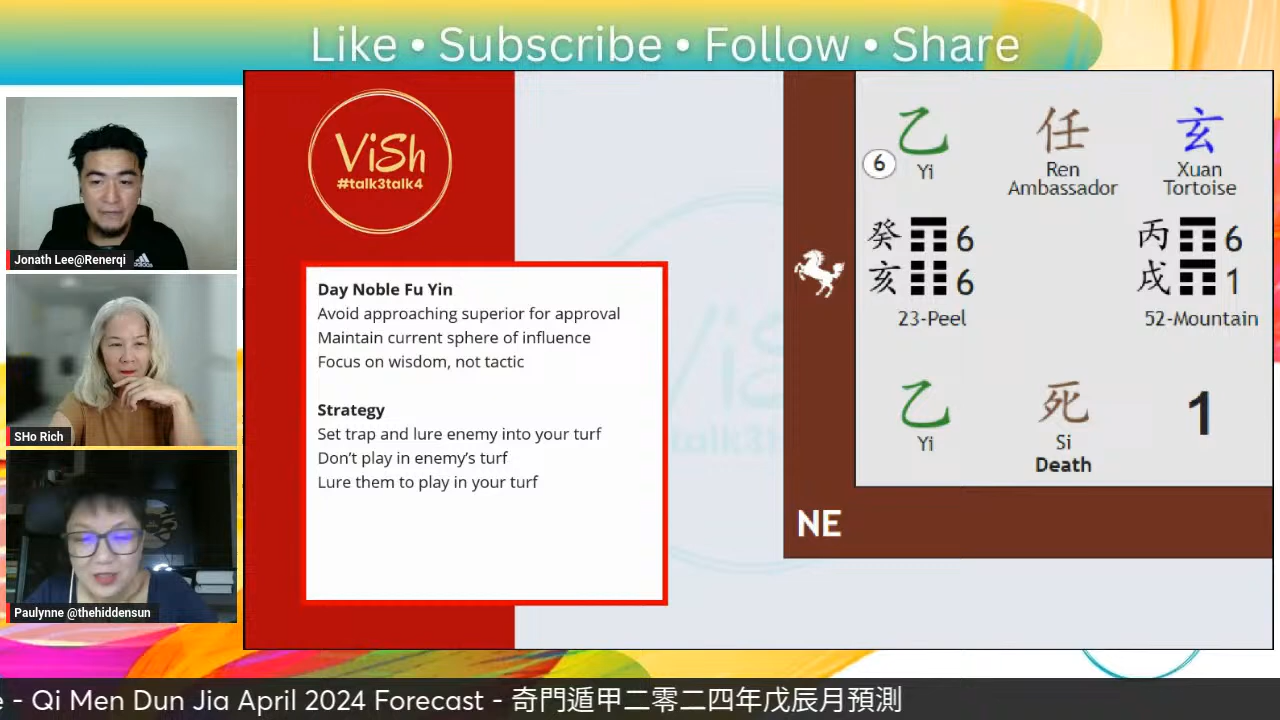 Like • Subscribe • Follow • Share
Jonath Lee@Renerqi
adidas
SHo Rich
Paulynne @thehiddensun
ViSh
#talk3talk4
Day Noble Fu Yin
Avoid approaching superior for approval
Maintain current sphere of influence
Focus on wisdom, not tactic
Strategy
Set trap and lure enemy into your turf
Don't play in enemy's turf
Lure them to play in your turf
乙 任 玄
6 Yi Ren Xuan
Ambassador Tortoise
癸 6 丙 6
亥 6 戌 1
23-Peel 52-Mountain
乙 死 1
Yi Si
Death
NE
e - Qi Men Dun Jia April 2024 Forecast - 奇門遁甲二零二四年戊辰月預測